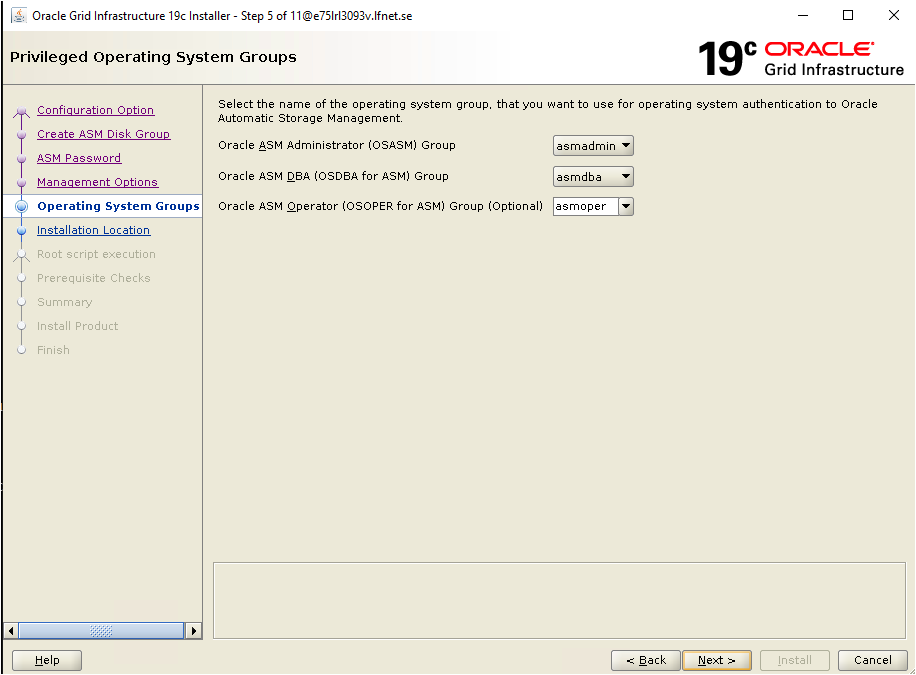 Oracle Grid Infrastructure 19c Installer - Step 5 of 11@e75lrl3093v.lfnet.se
Privileged Operating System Groups
19c ORACLE
Grid Infrastructure
Configuration Option
Create ASM Disk Group
ASM Password
Management Options
Operating System Groups
Installation Location
Root script execution
Prerequisite Checks
Summary
Install Product
Finish
Select the name of the operating system group, that you want to use for operating system authentication to Oracle
Automatic Storage Management.
Oracle ASM Administrator (OSASM) Group asmadmin
Oracle ASM DBA (OSDBA for ASM) Group asmdba
Oracle ASM Operator (OSOPER for ASM) Group (Optional) asmoper
Help < Back Next > Install Cancel